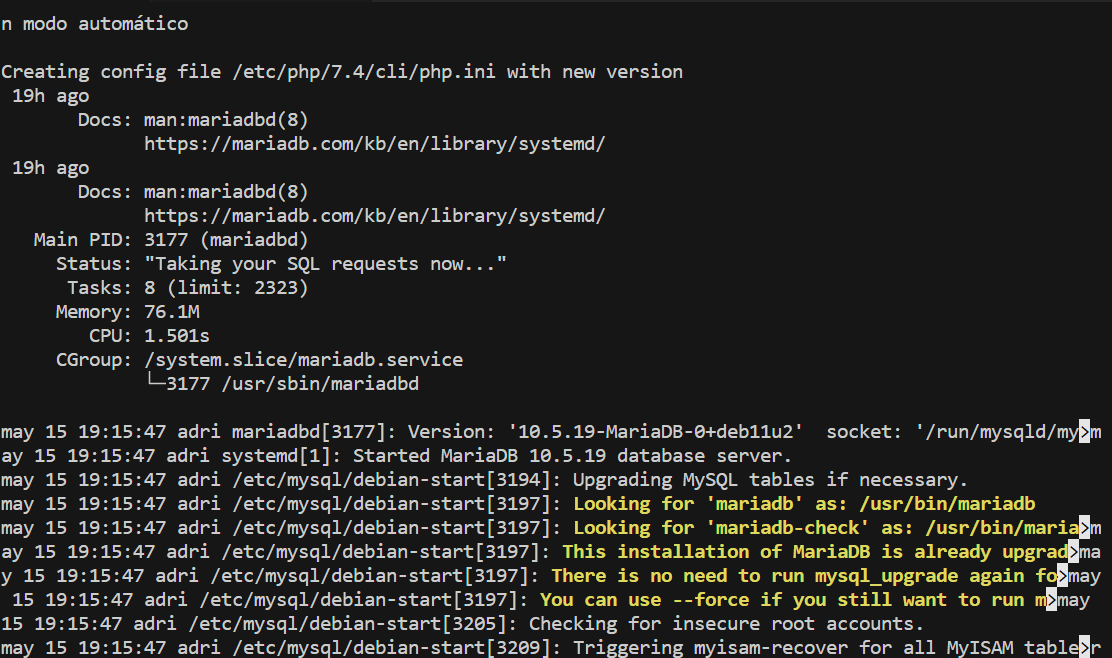 n modo automático
Creating config file /etc/php/7.4/cli/php.ini with new version
 19h ago
       Docs: man:mariadbd(8)
             https://mariadb.com/kb/en/library/systemd/
 19h ago
       Docs: man:mariadbd(8)
             https://mariadb.com/kb/en/library/systemd/
   Main PID: 3177 (mariadbd)
     Status: "Taking your SQL requests now..."
      Tasks: 8 (limit: 2323)
     Memory: 76.1M
        CPU: 1.501s
     CGroup: /system.slice/mariadb.service
             └─3177 /usr/sbin/mariadbd
may 15 19:15:47 adri mariadbd[3177]: Version: '10.5.19-MariaDB-0+deb11u2'  socket: '/run/mysqld/my>m
ay 15 19:15:47 adri systemd[1]: Started MariaDB 10.5.19 database server.
may 15 19:15:47 adri /etc/mysql/debian-start[3194]: Upgrading MySQL tables if necessary.
may 15 19:15:47 adri /etc/mysql/debian-start[3197]: Looking for 'mariadb' as: /usr/bin/mariadb
may 15 19:15:47 adri /etc/mysql/debian-start[3197]: Looking for 'mariadb-check' as: /usr/bin/maria>m
ay 15 19:15:47 adri /etc/mysql/debian-start[3197]: This installation of MariaDB is already upgrad>ma
y 15 19:15:47 adri /etc/mysql/debian-start[3197]: There is no need to run mysql_upgrade again fo>may
 15 19:15:47 adri /etc/mysql/debian-start[3197]: You can use --force if you still want to run m>may
15 19:15:47 adri /etc/mysql/debian-start[3205]: Checking for insecure root accounts.
may 15 19:15:47 adri /etc/mysql/debian-start[3209]: Triggering myisam-recover for all MyISAM table>r